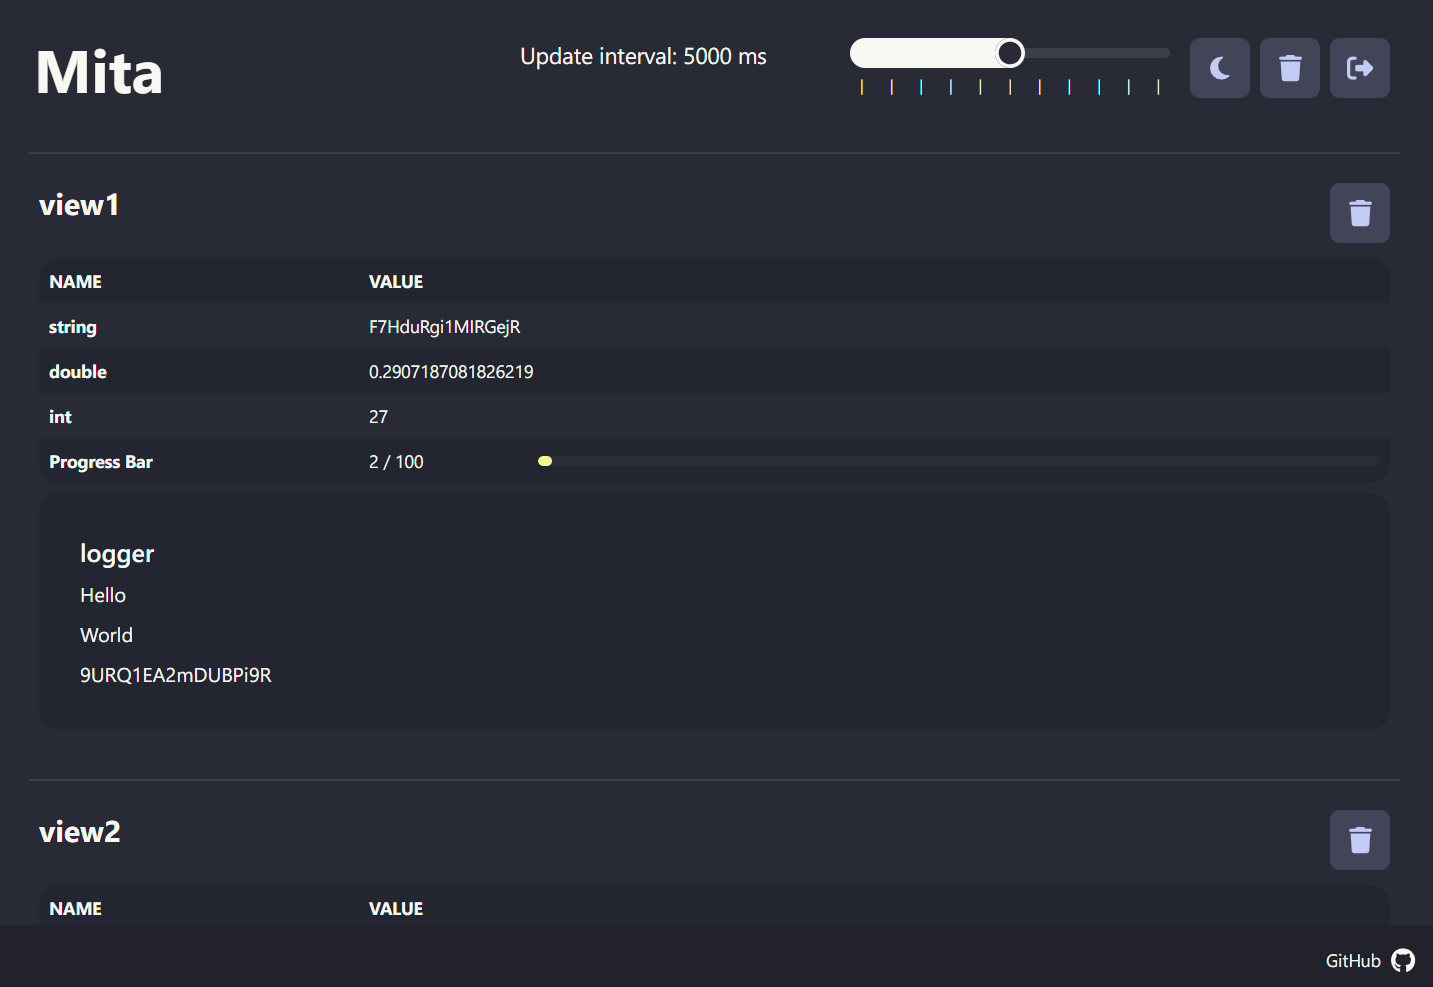 Mita
Update interval: 5000 ms
view1
NAME VALUE
string F7HduRgi1MIRGejR
double 0.2907187081826219
int 27
Progress Bar 2 / 100
logger
Hello
World
9URQ1EA2mDUBPi9R
view2
NAME VALUE
GitHub